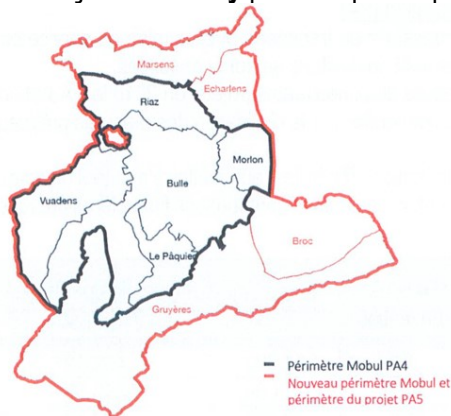 Marsens
Echarlens
Riaz
Morlon
Vuadens
Bulle
Le Pâquier
Broc
Gruyères
Périmètre Mobul PA4
Nouveau périmètre Mobul et
périmètre du projet PA5